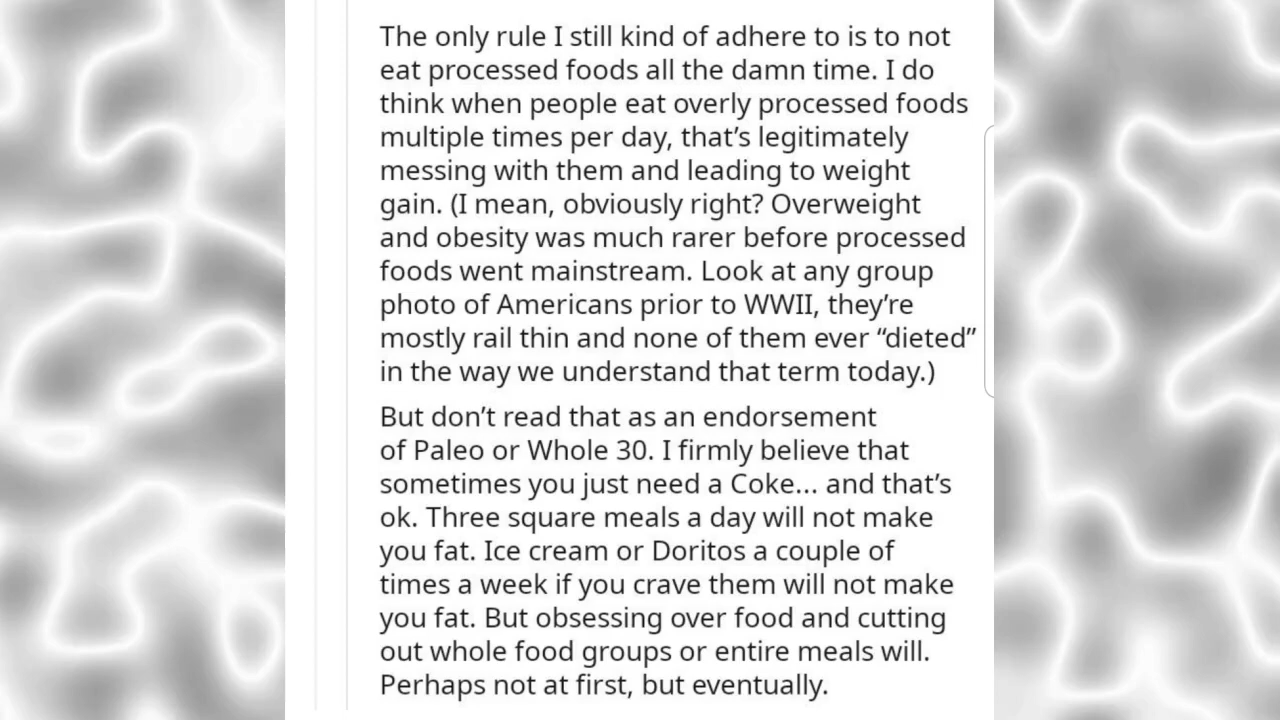 The only rule I still kind of adhere to is to not
eat processed foods all the damn time. I do
think when people eat overly processed foods
multiple times per day, that’s legitimately
messing with them and leading to weight
gain. (I mean, obviously right? Overweight
and obesity was much rarer before processed
foods went mainstream. Look at any group
photo of Americans prior to WWII, they’re
mostly rail thin and none of them ever “dieted”
in the way we understand that term today.)
But don’t read that as an endorsement
of Paleo or Whole 30. I firmly believe that
sometimes you just need a Coke... and that’s
ok. Three square meals a day will not make
you fat. Ice cream or Doritos a couple of
times a week if you crave them will not make
you fat. But obsessing over food and cutting
out whole food groups or entire meals will.
Perhaps not at first, but eventually.